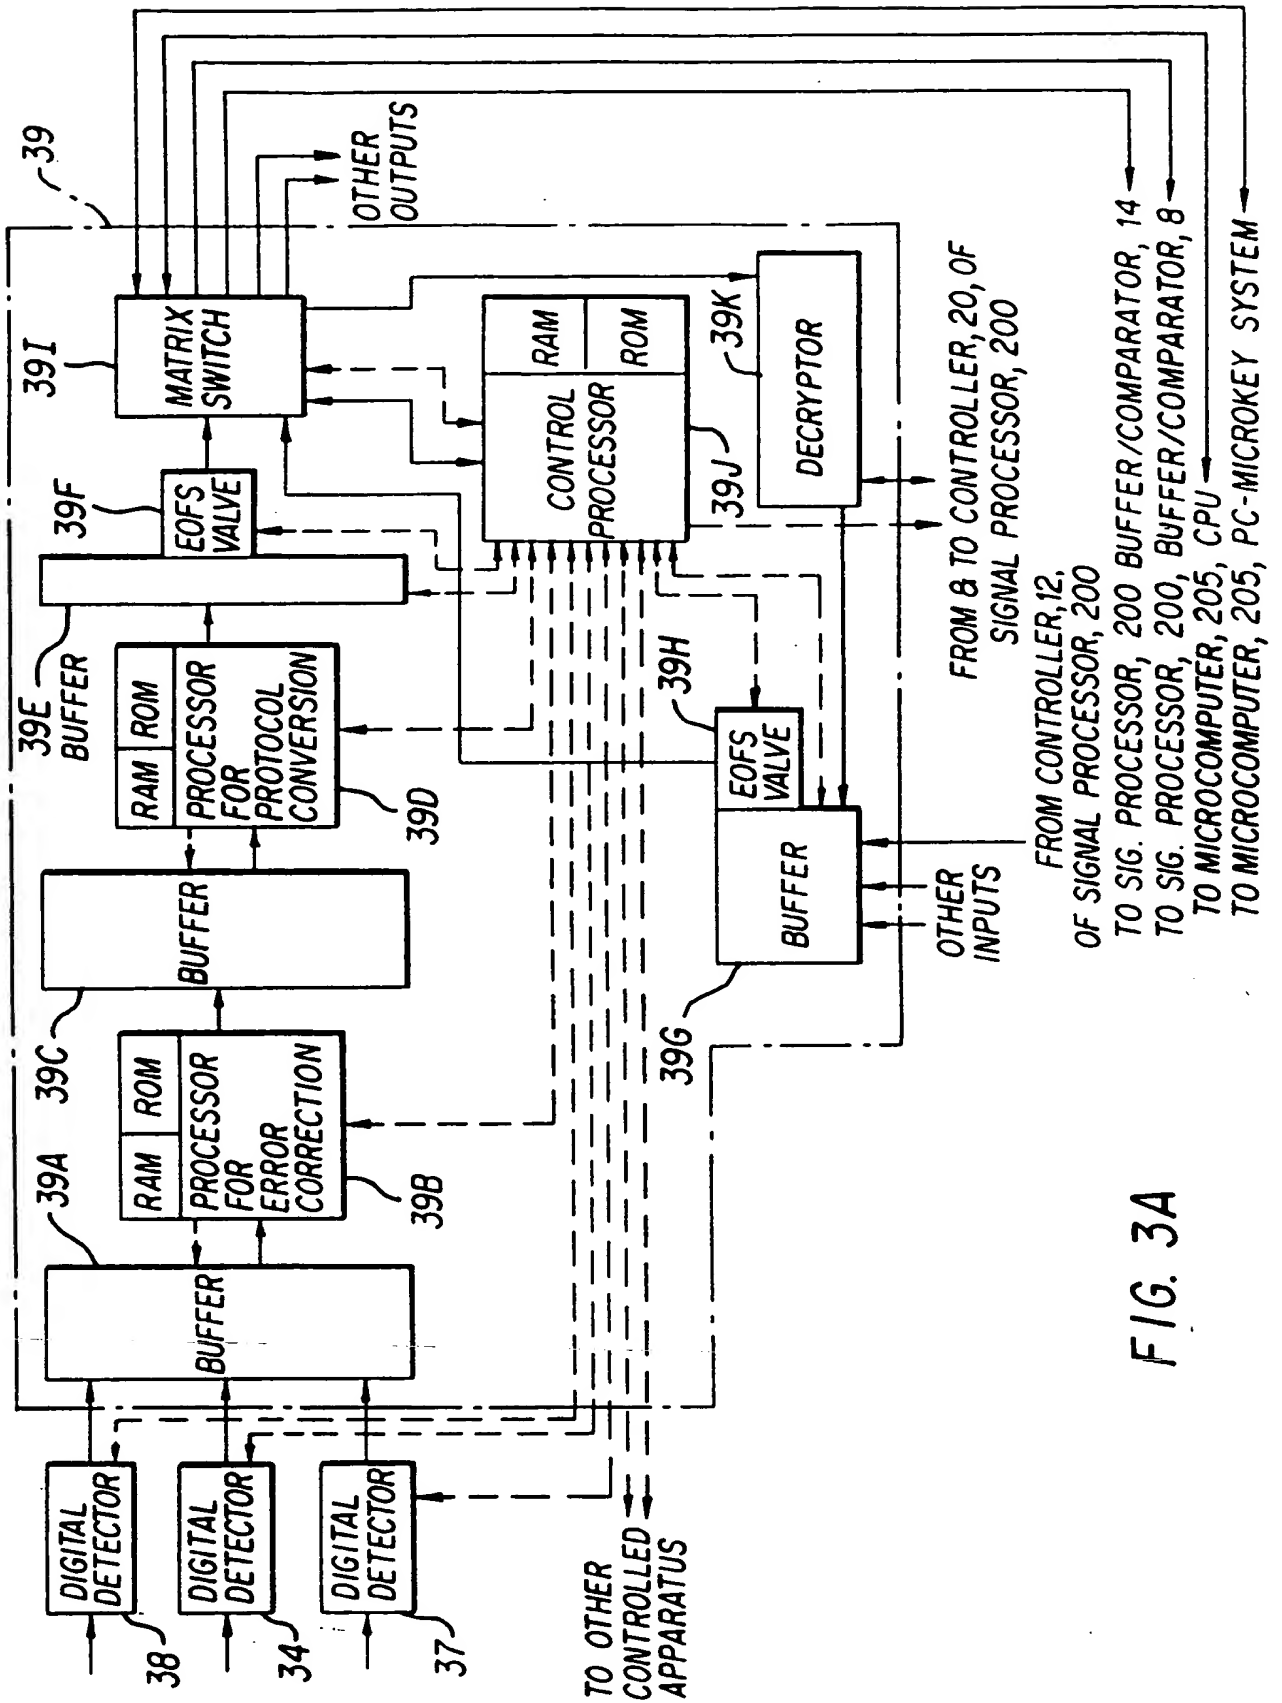 39
39I
MATRIX
SWITCH
OTHER
OUTPUTS
39F
EOFS
VALVE
39E
BUFFER
RAM
ROM
PROCESSOR
FOR
PROTOCOL
CONVERSION
39D
BUFFER
39C
RAM
ROM
PROCESSOR
FOR
ERROR
CORRECTION
39B
39A
BUFFER
DIGITAL
DETECTOR
38
DIGITAL
DETECTOR
34
DIGITAL
DETECTOR
37
TO OTHER
CONTROLLED
APPARATUS
CONTROL
PROCESSOR
RAM
ROM
39J
39K
DECRYPTOR
39H
EOFS
VALVE
BUFFER
39G
OTHER
INPUTS
FROM & TO CONTROLLER, 20, OF
SIGNAL PROCESSOR, 200
FROM CONTROLLER, 12,
OF SIGNAL PROCESSOR, 200
TO SIG. PROCESSOR, 200 BUFFER/COMPARATOR, 14
TO SIG. PROCESSOR, 200, BUFFER/COMPARATOR, 8
TO MICROCOMPUTER, 205, CPU
TO MICROCOMPUTER, 205, PC-MICROKEY SYSTEM
FIG. 3A